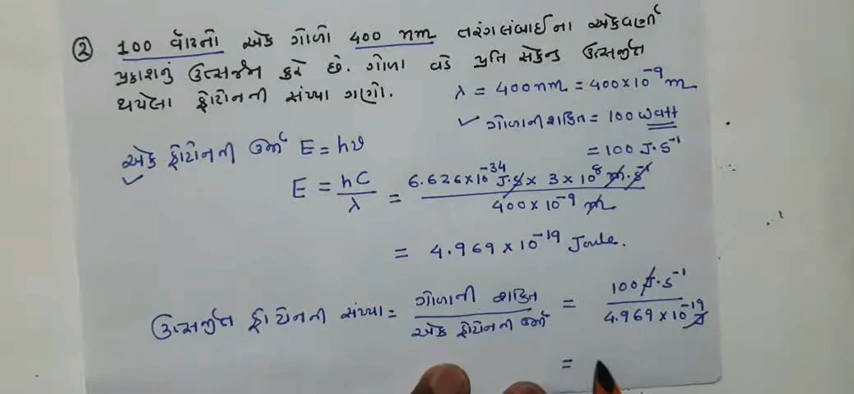 ② 100 વૉટનો એક ગોળો 400 nm તરંગલંબાઈના એકવર્ણી
પ્રકાશનું ઉત્સર્જન કરે છે. ગોળા વડે પ્રતિ સેકન્ડ ઉત્સર્જીત
થયેલા ફોટોનની સંખ્યા ગણો.
λ = 400nm = 400×10⁻⁹ m
✓ ગોળાની શક્તિ = 100 Watt
= 100 J·s⁻¹
એક ફોટોનની ઉર્જા E = hν
✓ E = hC/λ = 6.626×10⁻³⁴ J·s × 3 × 10⁸ m·s⁻¹ / 400 × 10⁻⁹ m
= 4.969 × 10⁻¹⁹ Joule.
ઉત્સર્જીત ફોટોનની સંખ્યા = ગોળાની શક્તિ / એક ફોટોનની ઉર્જા = 100 J·s⁻¹ / 4.969 × 10⁻¹⁹ J
=